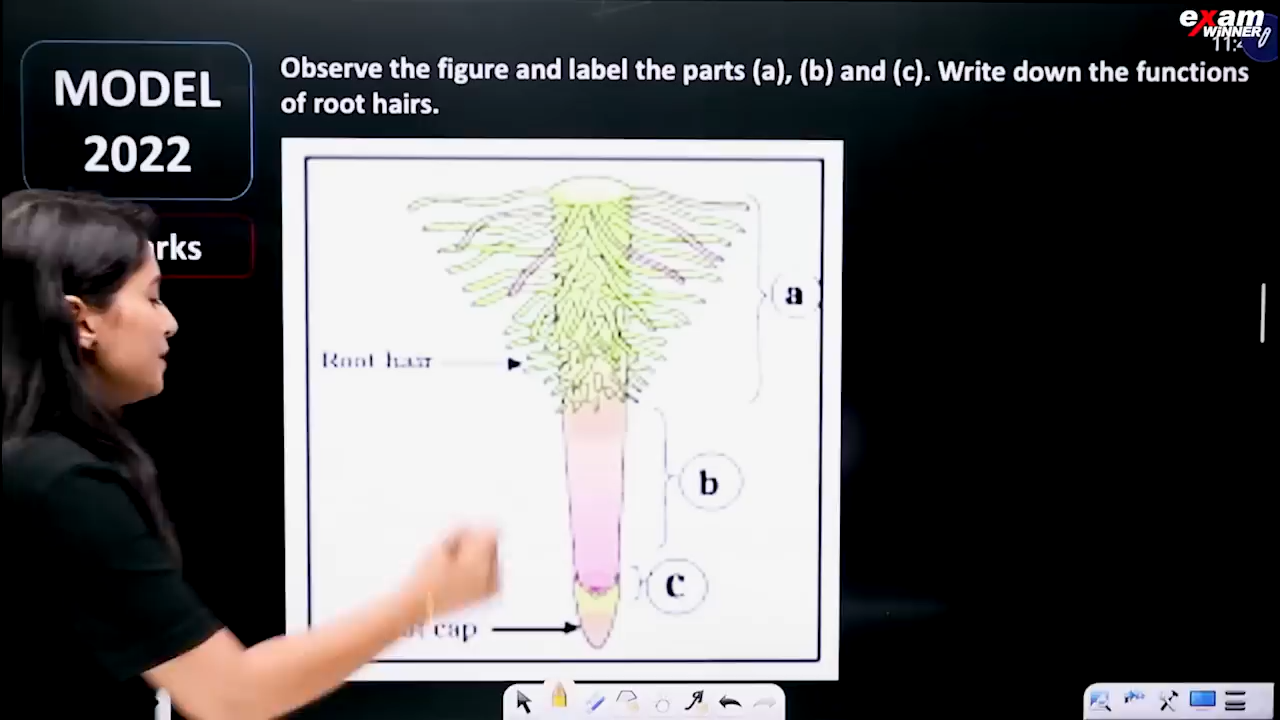 exam
WINNER
MODEL
2022
Observe the figure and label the parts (a), (b) and (c). Write down the functions
of root hairs.
a
Root hair
b
c
cap